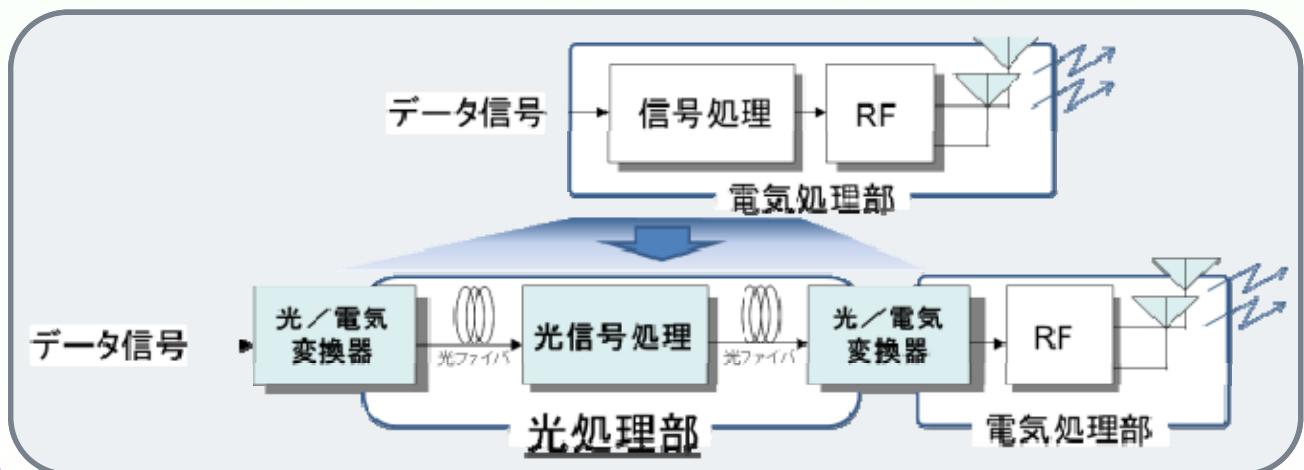 データ信号
信号処理
RF
電気処理部
データ信号
光／電気
変換器
光ファイバ
光信号処理
光ファイバ
光／電気
変換器
RF
光処理部
電気処理部